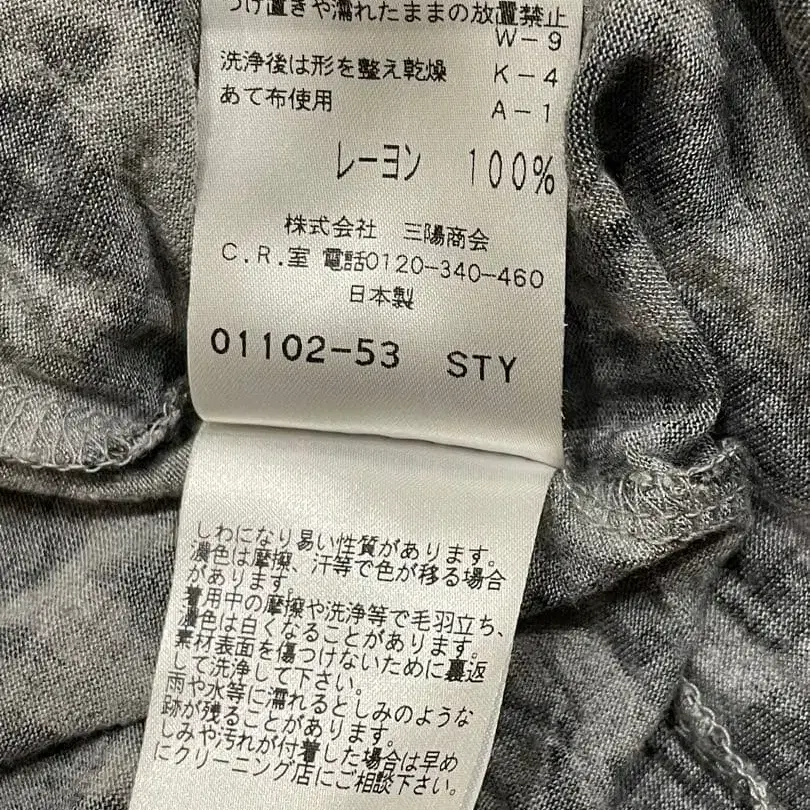 つけ置きや濡れたままの放置禁止
W-9
洗浄後は形を整え乾燥 K-4
あて布使用 A-1
レーヨン 100%
株式会社 三陽商会
C.R.室 電話0120-340-460
日本製
01102-53 STY
しわになり易い性質があります。
濃色は摩擦、汗等で色が移る場合
があります。
着用中の摩擦や洗浄等で毛羽立ち、
濃色は白くなることがあります。
素材表面を傷つけないために裏返
して洗浄して下さい。
雨や水等に濡れるとしみのような
跡が残ることがあります。
しみや汚れが付着した場合は早め
にクリーニング店にご相談下さい。